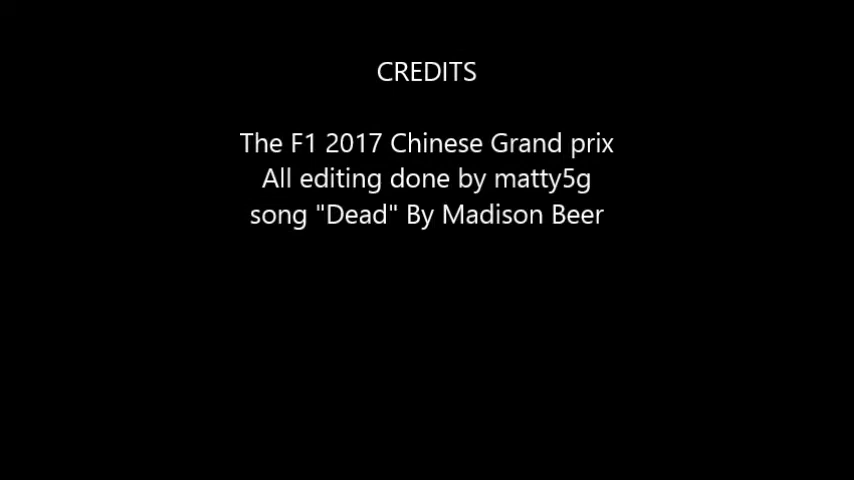 CREDITS
The F1 2017 Chinese Grand prix
All editing done by matty5g
song "Dead" By Madison Beer